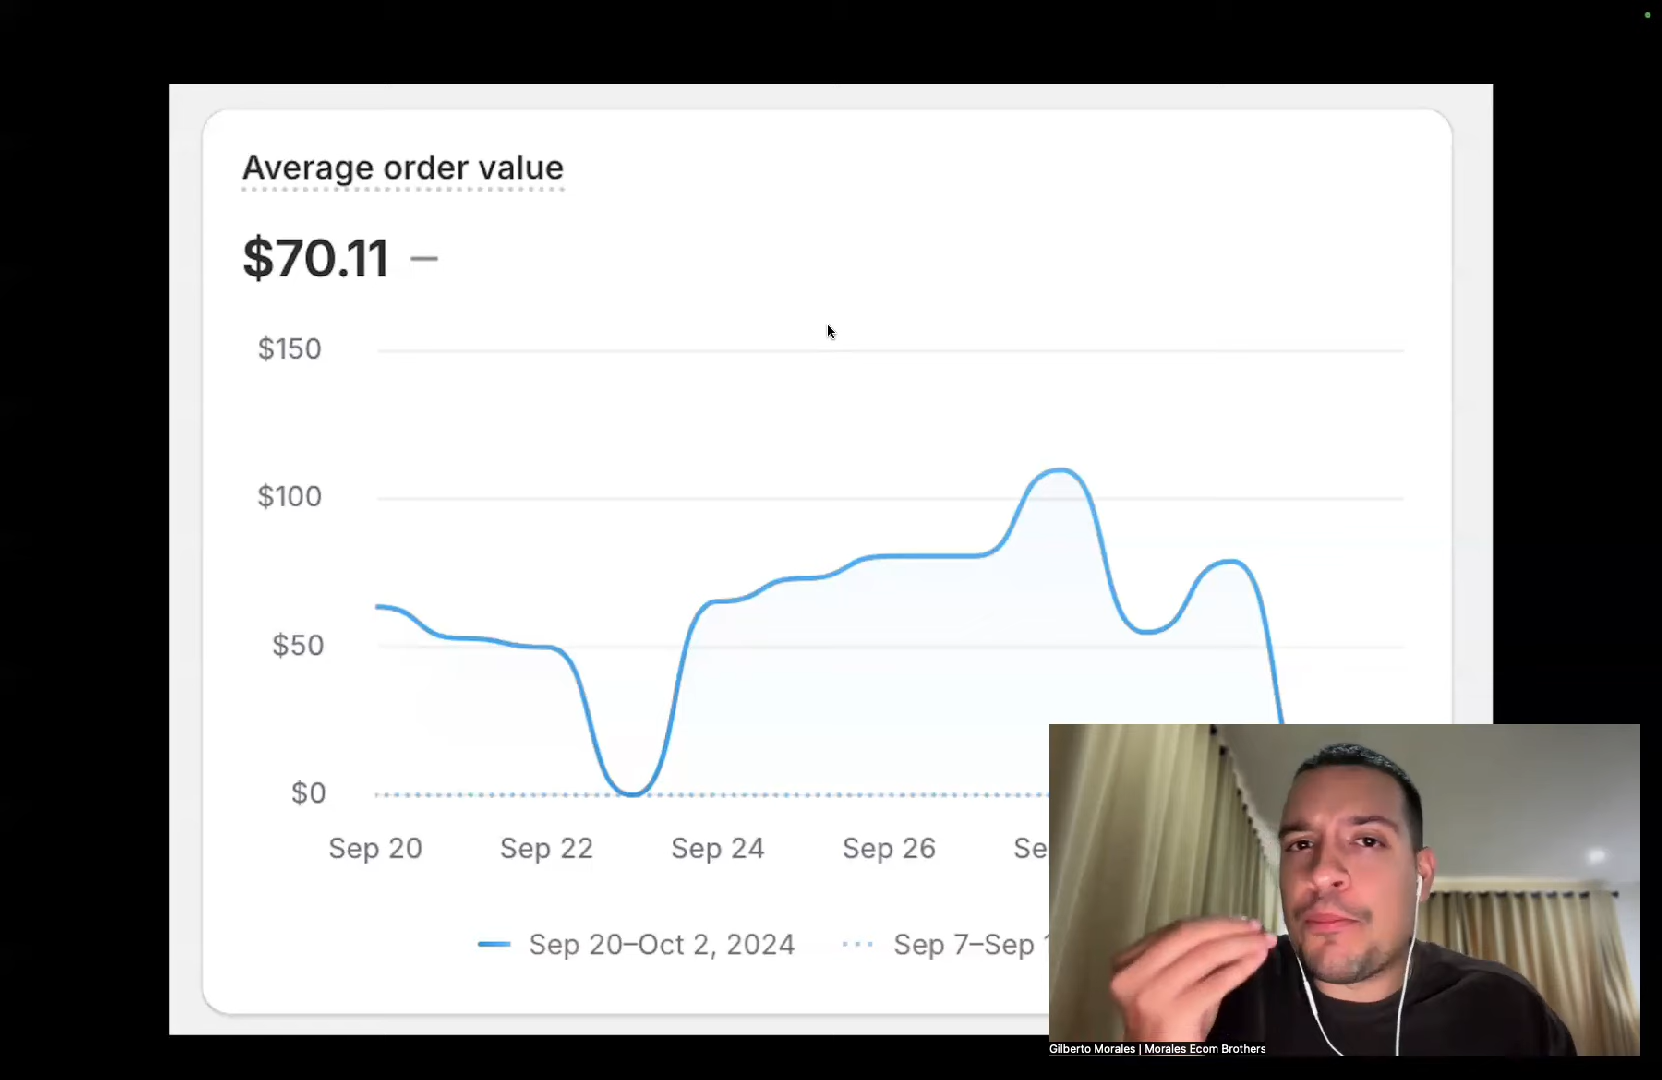 Average order value
$70.11 –
$150
$100
$50
$0
Sep 20 Sep 22 Sep 24 Sep 26
Sep 20–Oct 2, 2024 Sep 7–Sep
Gilberto Morales | Morales Ecom Brothers